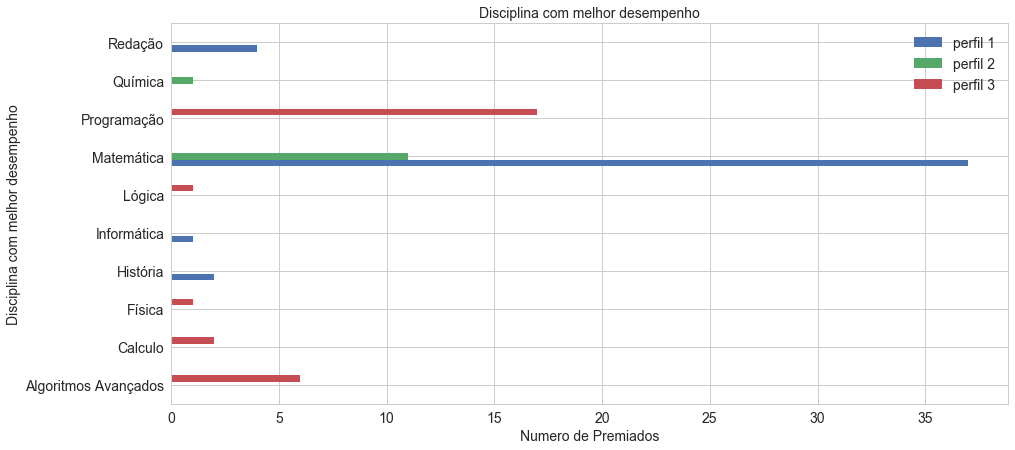 Disciplina com melhor desempenho
perfil 1
perfil 2
perfil 3
Disciplina com melhor desempenho
Redação
Química
Programação
Matemática
Lógica
Informática
História
Física
Calculo
Algoritmos Avançados
0 5 10 15 20 25 30 35
Numero de Premiados